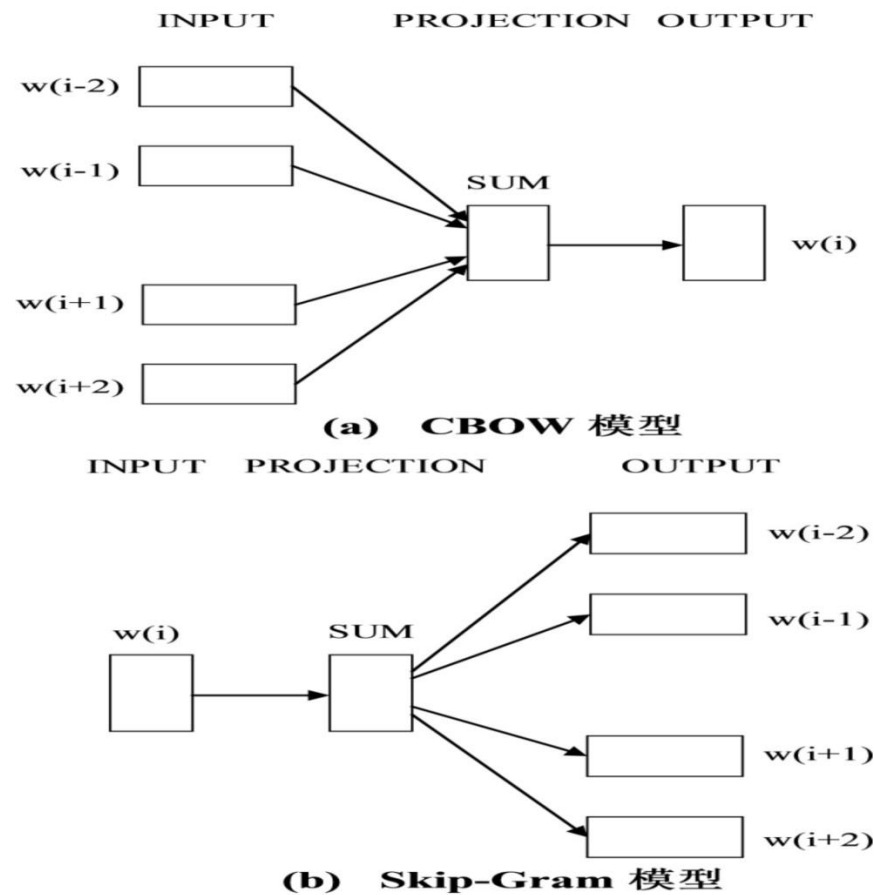 INPUT PROJECTION OUTPUT
w(i-2)
w(i-1)
SUM
w(i)
w(i+1)
w(i+2)
(a) CBOW 模型
INPUT PROJECTION OUTPUT
w(i-2)
w(i-1)
w(i) SUM
w(i+1)
w(i+2)
(b) Skip-Gram 模型